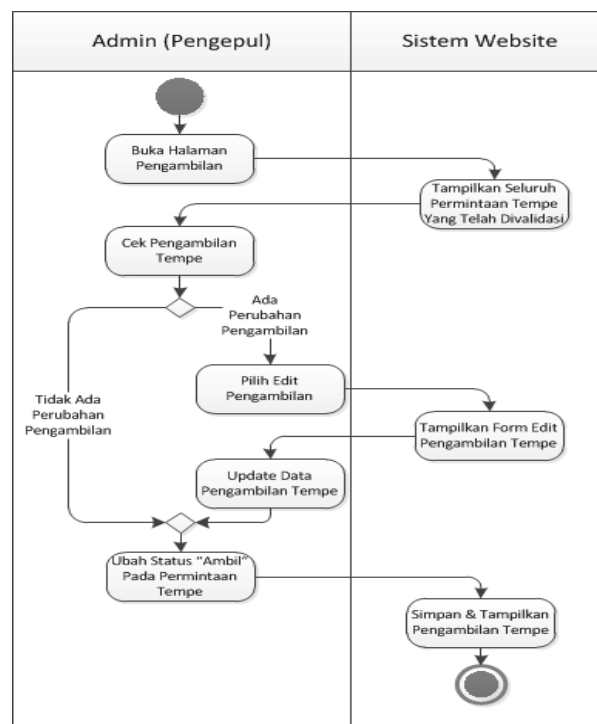 Admin (Pengepul)
Sistem Website
Buka Halaman
Pengambilan
Tampilkan Seluruh
Permintaan Tempe
Yang Telah Divalidasi
Cek Pengambilan
Tempe
Ada
Perubahan
Pengambilan
Tidak Ada
Perubahan
Pengambilan
Pilih Edit
Pengambilan
Tampilkan Form Edit
Pengambilan Tempe
Update Data
Pengambilan Tempe
Ubah Status "Ambil"
Pada Permintaan
Tempe
Simpan & Tampilkan
Pengambilan Tempe